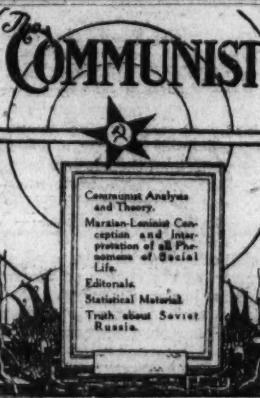 The
COMMUNIST
Communist Analysis
and Theory.
Marxian-Leninist Con-
ception and Inter-
pretation of all Phe-
nomena of Social
Life.
Editorials.
Statistical Material.
Truth about Soviet
Russia.